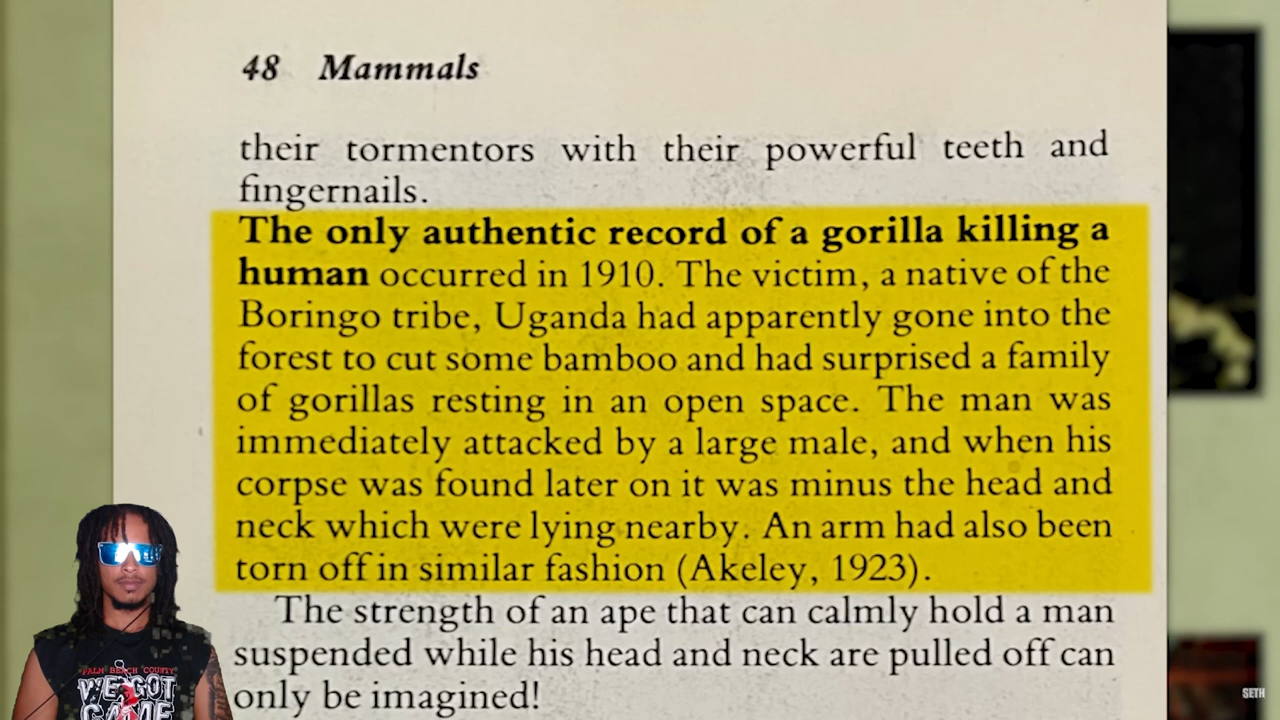 48 Mammals
their tormentors with their powerful teeth and
fingernails.
The only authentic record of a gorilla killing a
human occurred in 1910. The victim, a native of the
Boringo tribe, Uganda had apparently gone into the
forest to cut some bamboo and had surprised a family
of gorillas resting in an open space. The man was
immediately attacked by a large male, and when his
corpse was found later on it was minus the head and
neck which were lying nearby. An arm had also been
torn off in similar fashion (Akeley, 1923).
The strength of an ape that can calmly hold a man
suspended while his head and neck are pulled off can
only be imagined!
PALM BEACH COUNTY
WE GOT
GAME
SETH